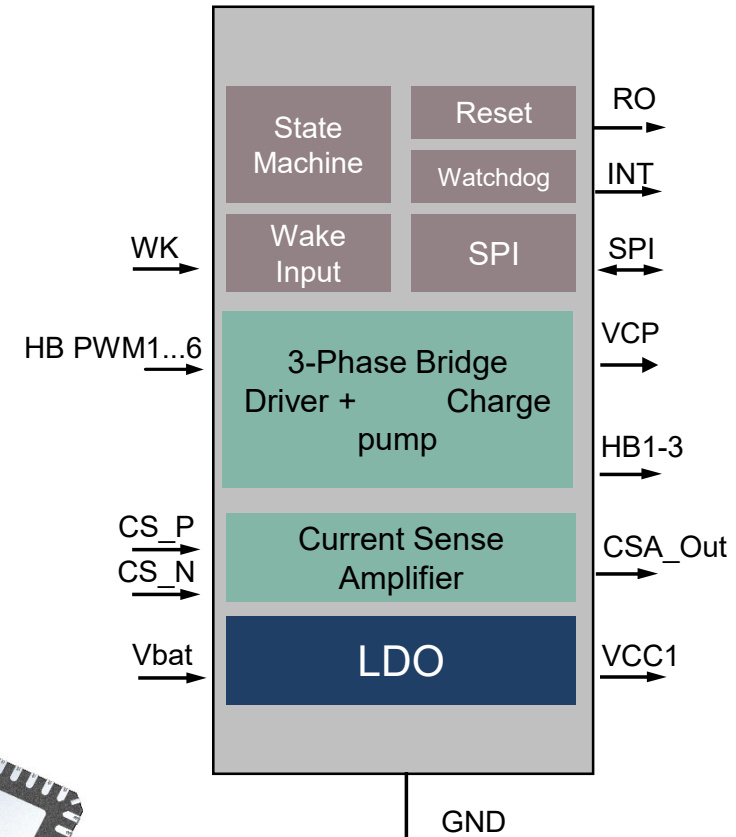 State
Machine
Reset
RO
Watchdog
INT
WK
Wake
Input
SPI
SPI
HB PWM1...6
3-Phase Bridge
Driver + Charge
pump
VCP
HB1-3
CS_P
CS_N
Current Sense
Amplifier
CSA_Out
Vbat
LDO
VCC1
GND